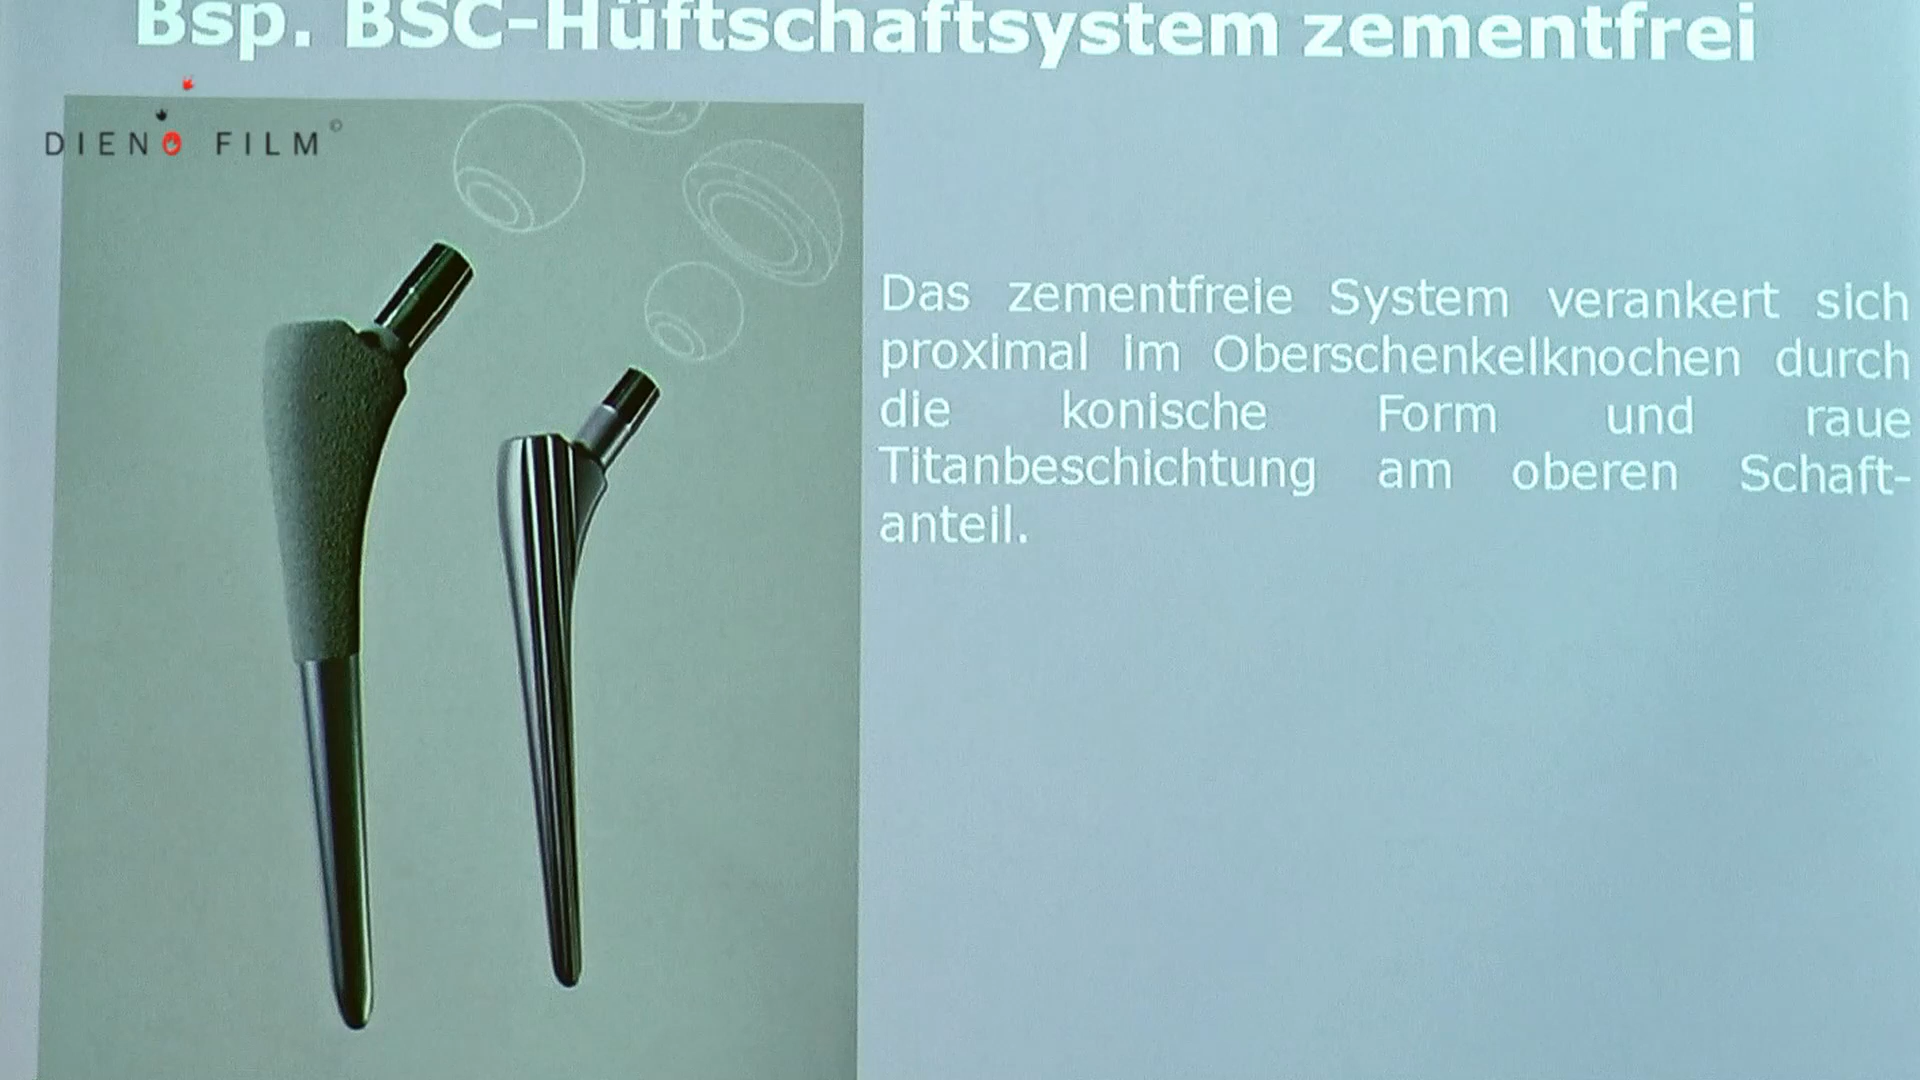 Bsp. BSC-Hüftschaftsystem zementfrei
DIENO FILM©
Das zementfreie System verankert sich
proximal im Oberschenkelknochen durch
die konische Form und raue
Titanbeschichtung am oberen Schaft-
anteil.